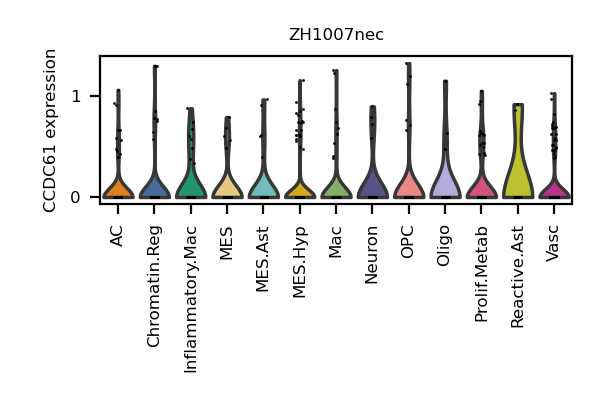 ZH1007nec
CCDC61 expression
1
0
AC
Chromatin.Reg
Inflammatory.Mac
MES
MES.Ast
MES.Hyp
Mac
Neuron
OPC
Oligo
Prolif.Metab
Reactive.Ast
Vasc